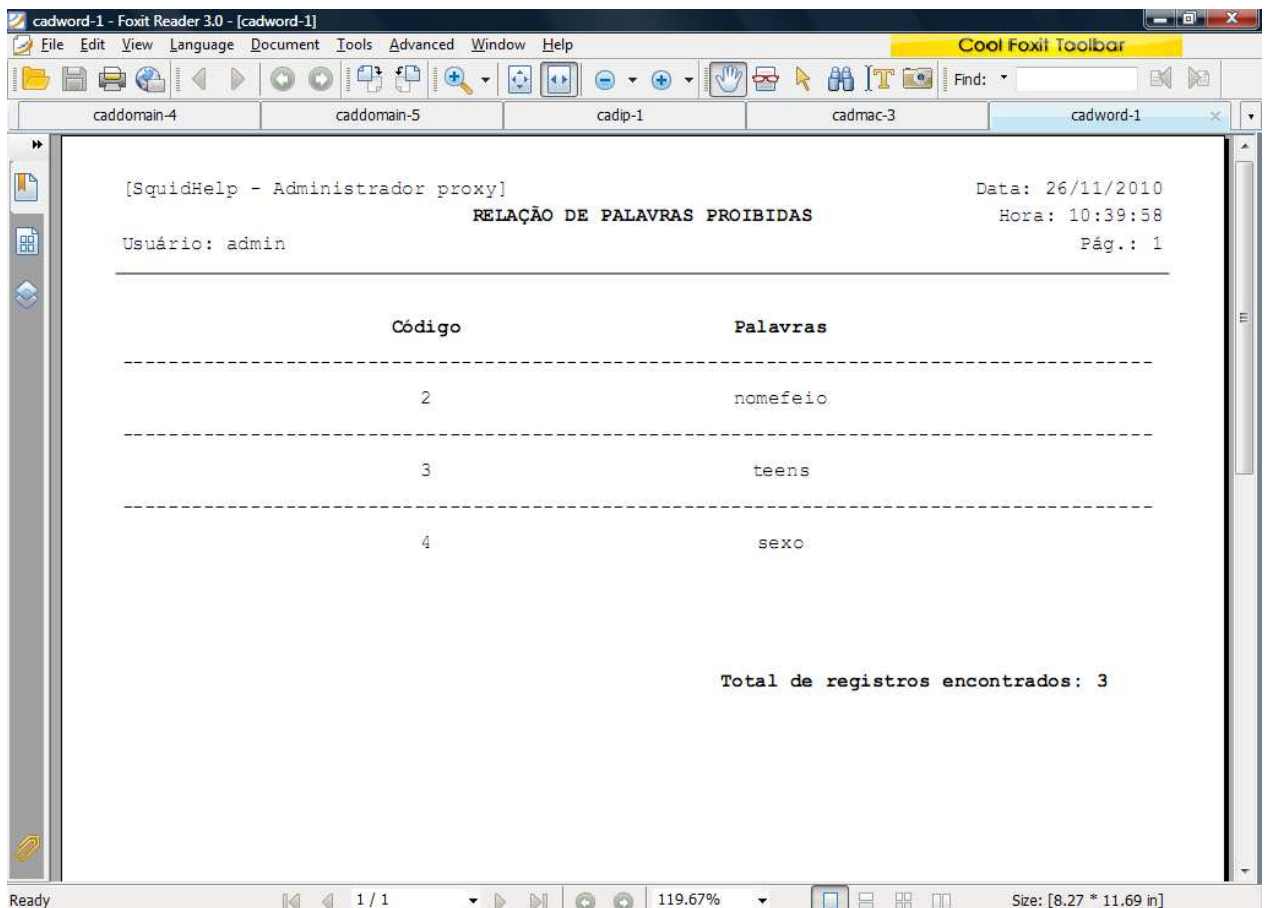 cadword-1 - Foxit Reader 3.0 - [cadword-1]
File Edit View Language Document Tools Advanced Window Help Cool Foxit Toolbar
Find:
caddomain-4 caddomain-5 cadip-1 cadmac-3 cadword-1
[SquidHelp - Administrador proxy] Data: 26/11/2010
RELAÇÃO DE PALAVRAS PROIBIDAS Hora: 10:39:58
Usuário: admin Pág.: 1
Código Palavras
2 nomefeio
3 teens
4 sexo
Total de registros encontrados: 3
Ready 1 / 1 119.67% Size: [8.27 * 11.69 in]